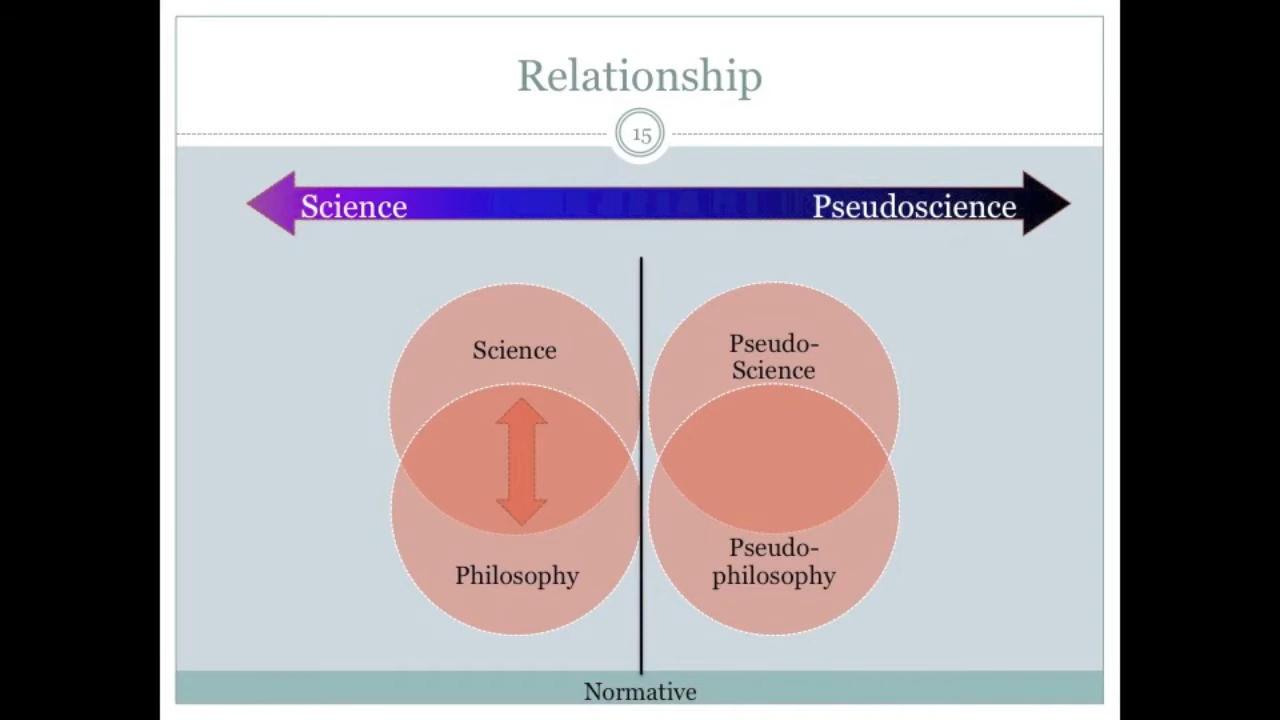 Relationship
15
Science
Pseudoscience
Science
Pseudo-
Science
Philosophy
Pseudo-
philosophy
Normative